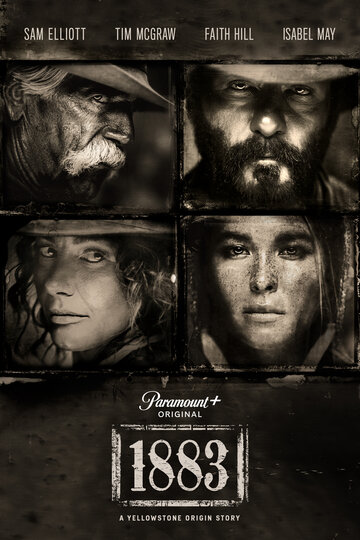 SAM ELLIOTT TIM MCGRAW FAITH HILL ISABEL MAY
Paramount+
ORIGINAL
1883
A YELLOWSTONE ORIGIN STORY